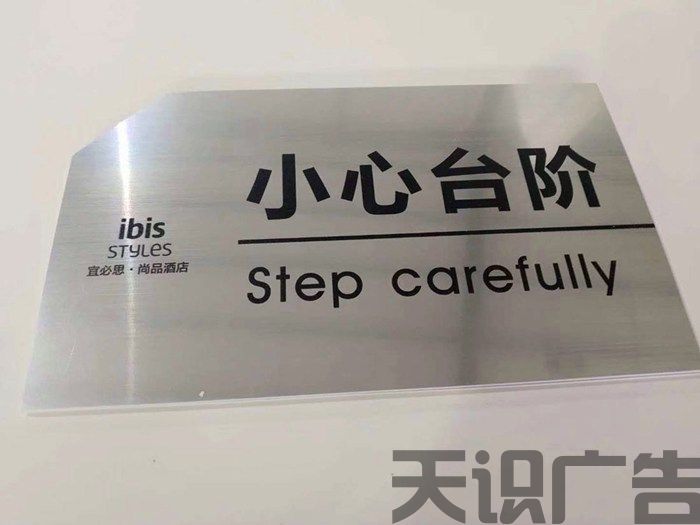 小心台阶
ibis
STYLES
宜必思·尚品酒店
Step carefully
天识广告